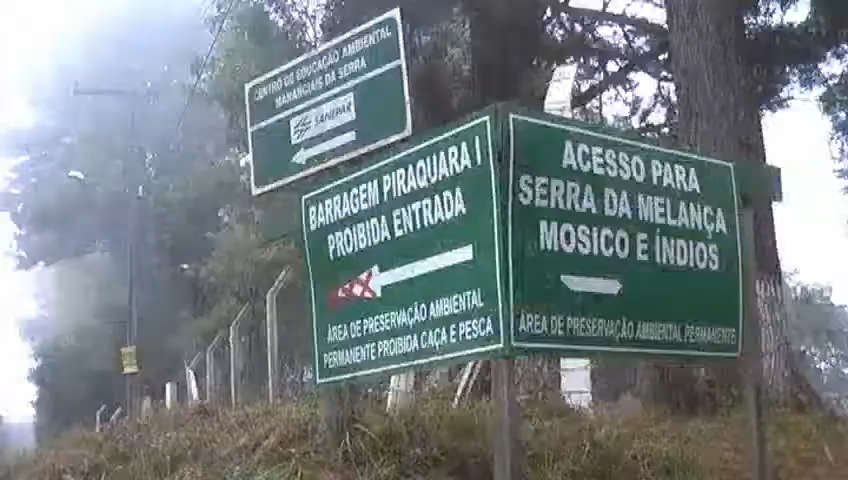 CENTRO DE EDUCAÇÃO AMBIENTAL
MANANCIAIS DA SERRA
SANEPAR
BARRAGEM PIRAQUARA I
PROIBIDA ENTRADA
ÁREA DE PRESERVAÇÃO AMBIENTAL
PERMANENTE PROIBIDA CAÇA E PESCA
ACESSO PARA
SERRA DA MELANÇA
MOSICO E ÍNDIOS
ÁREA DE PRESERVAÇÃO AMBIENTAL PERMANENTE